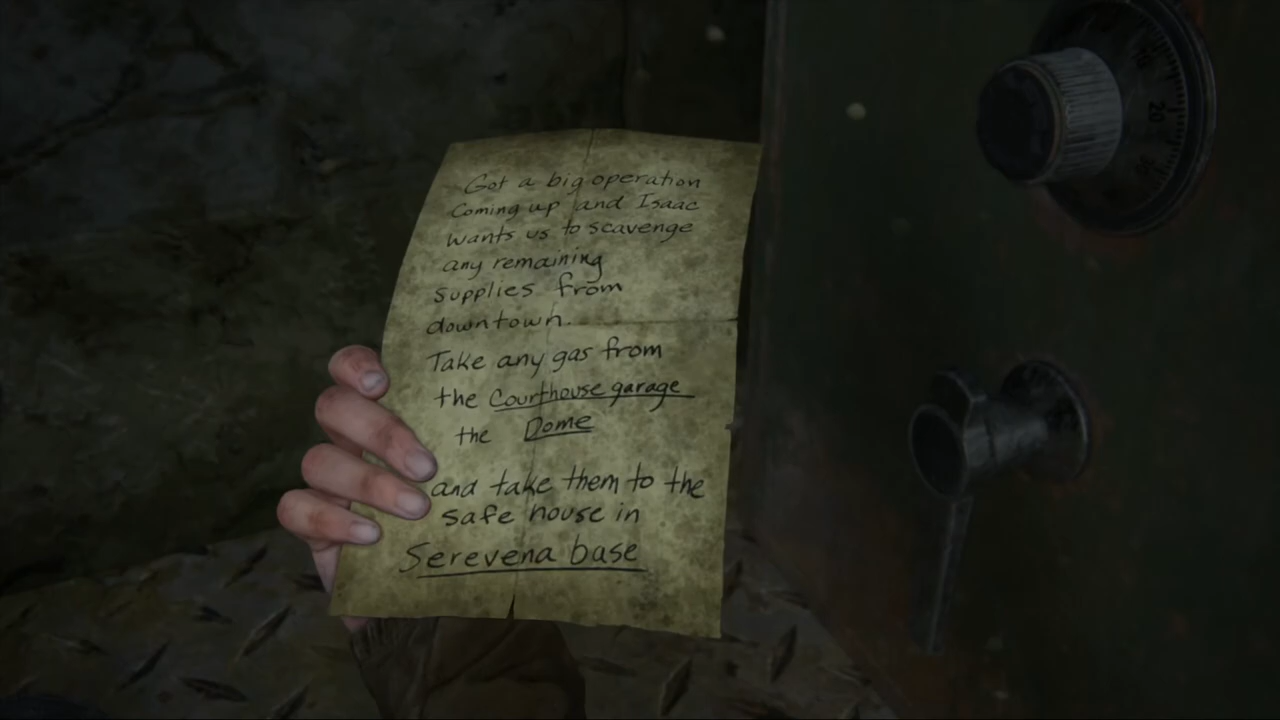 Got a big operation
Coming up and Isaac
wants us to scavenge
any remaining
supplies from
downtown.
Take any gas from
the Courthouse garage
the Dome
and take them to the
safe house in
Serevena base
20